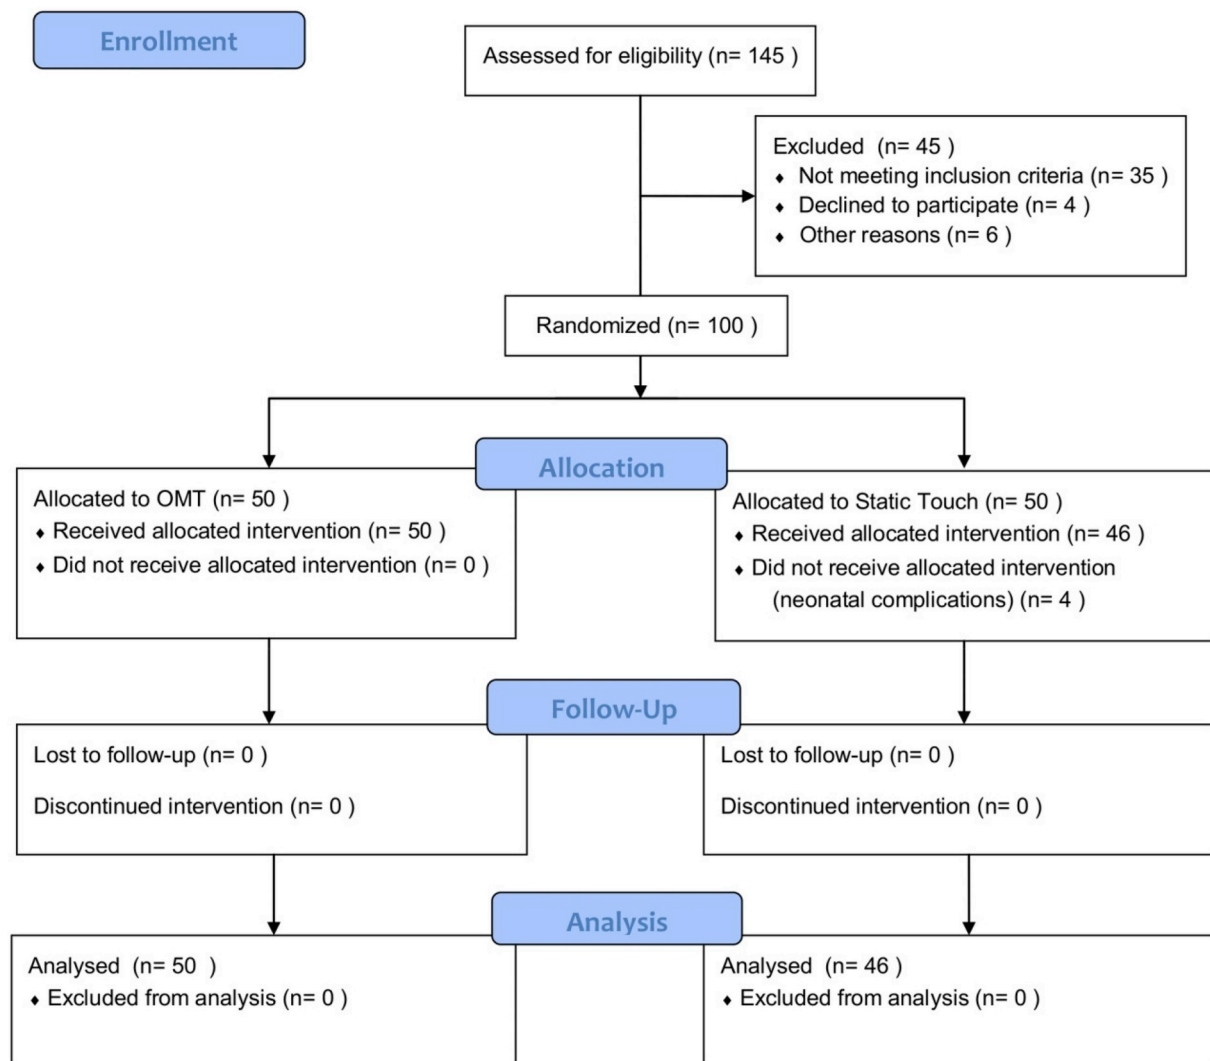 Enrollment
Assessed for eligibility (n= 145 )
Excluded (n= 45 )
♦ Not meeting inclusion criteria (n= 35 )
♦ Declined to participate (n= 4 )
♦ Other reasons (n= 6 )
Randomized (n= 100 )
Allocation
Allocated to OMT (n= 50 )
♦ Received allocated intervention (n= 50 )
♦ Did not receive allocated intervention (n= 0 )
Allocated to Static Touch (n= 50 )
♦ Received allocated intervention (n= 46 )
♦ Did not receive allocated intervention
(neonatal complications) (n= 4 )
Follow-Up
Lost to follow-up (n= 0 )
Discontinued intervention (n= 0 )
Lost to follow-up (n= 0 )
Discontinued intervention (n= 0 )
Analysis
Analysed (n= 50 )
♦ Excluded from analysis (n= 0 )
Analysed (n= 46 )
♦ Excluded from analysis (n= 0 )